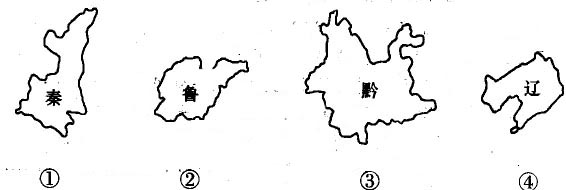 秦 鲁 黔 辽
① ② ③ ④